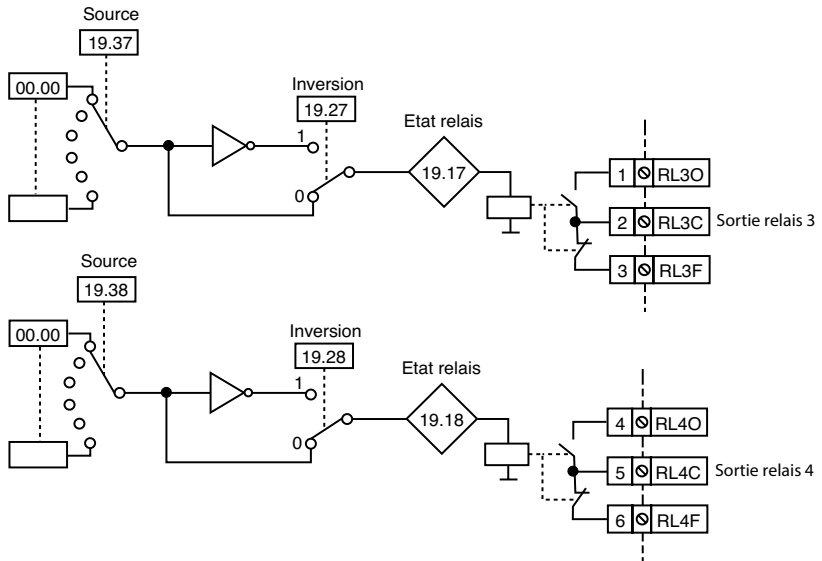 Source
19.37
00.00
Inversion
19.27
Etat relais
1
19.17
0
1 RL3O
2 RL3C Sortie relais 3
3 RL3F
Source
19.38
00.00
Inversion
19.28
Etat relais
1
19.18
0
4 RL4O
5 RL4C Sortie relais 4
6 RL4F